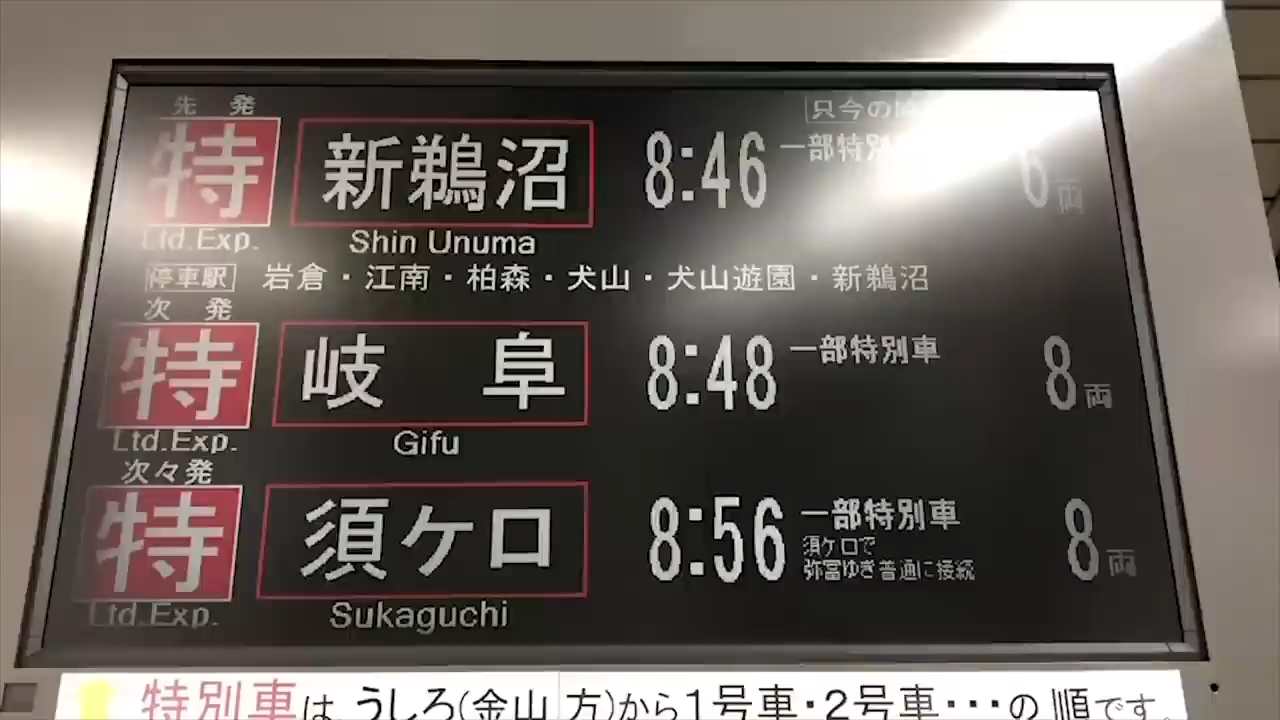 先 発
只今の
特 新鵜沼 8:46 一部特別 6両
Ltd.Exp. Shin Unuma
停車駅 岩倉・江南・柏森・犬山・犬山遊園・新鵜沼
次 発
特 岐 阜 8:48 一部特別車 8両
Ltd.Exp. Gifu
次々発
特 須ケ口 8:56 一部特別車 8両
須ケ口で
弥冨ゆき普通に接続
Ltd.Exp. Sukaguchi
特別車は、うしろ(金山方)から1号車・2号車・・・の順です。